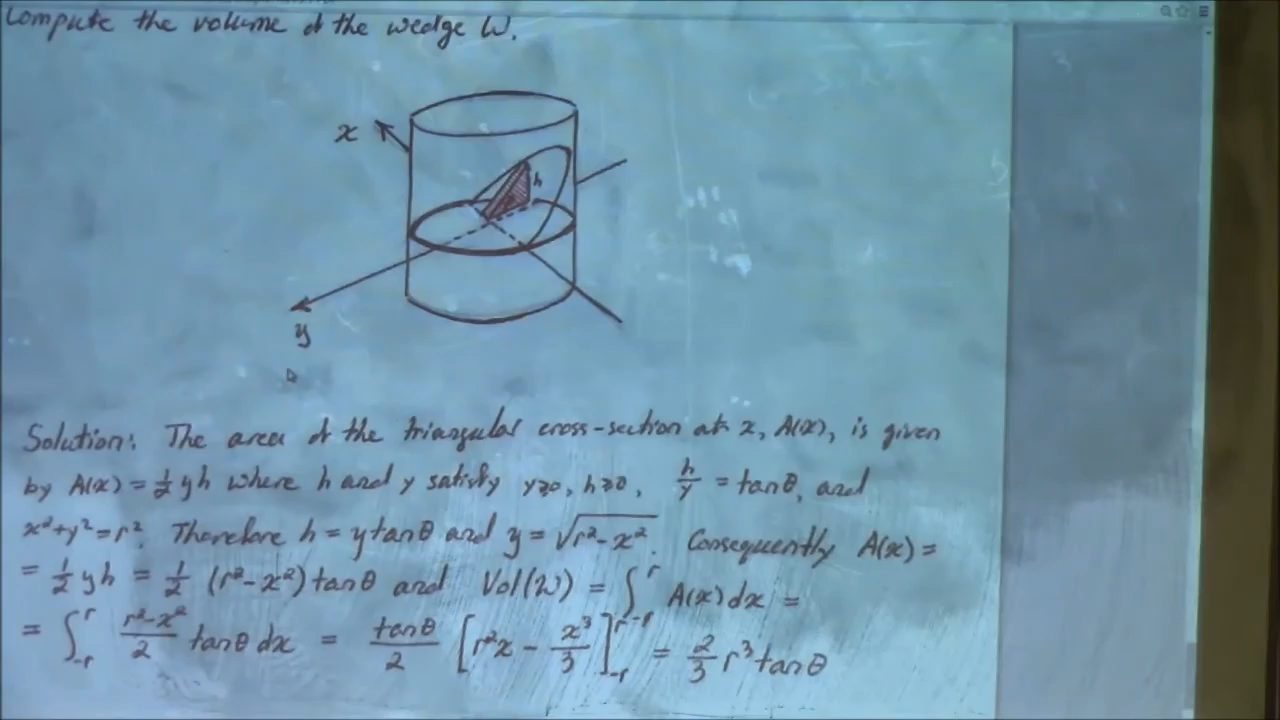 Compute the volume of the wedge W.
x
h
y
Solution: The area of the triangular cross-section at x, A(x), is given
by A(x) = 1/2 yh where h and y satisfy y≥0, h≥0, h/y = tanθ, and
x²+y²=r². Therefore h = y tanθ and y = √(r²-x²). Consequently A(x) =
= 1/2 yh = 1/2 (r²-x²) tanθ and Vol(W) = ∫ r A(x) dx =
= ∫_{-r}^{r} (r²-x²)/2 tanθ dx = tanθ/2 [r²x - x³/3]_{-r}^{r} = 2/3 r³ tanθ